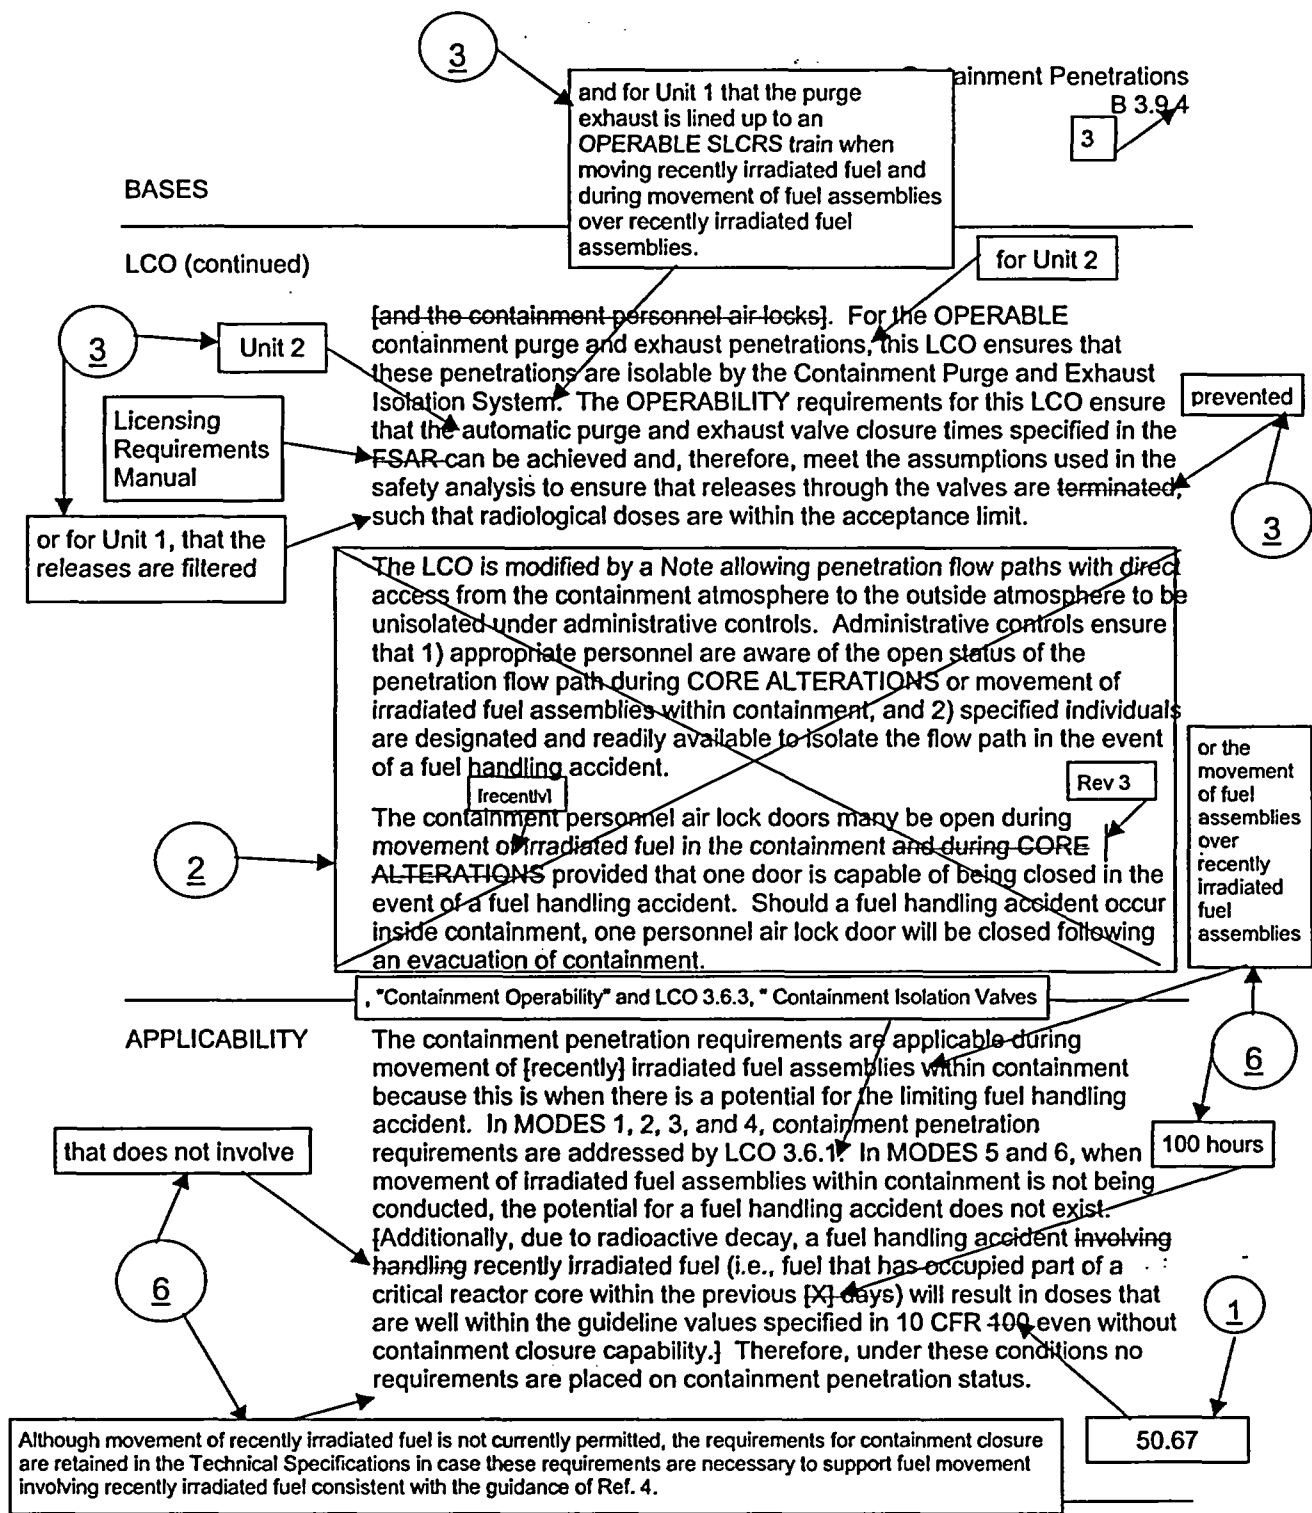 3
ainment Penetrations
B 3.9.4
3
and for Unit 1 that the purge
exhaust is lined up to an
OPERABLE SLCRS train when
moving recently irradiated fuel and
during movement of fuel assemblies
over recently irradiated fuel
assemblies.
BASES
LCO (continued)
for Unit 2
[and the containment personnel air locks]. For the OPERABLE
containment purge and exhaust penetrations, this LCO ensures that
these penetrations are isolable by the Containment Purge and Exhaust
Isolation System. The OPERABILITY requirements for this LCO ensure
that the automatic purge and exhaust valve closure times specified in the
FSAR can be achieved and, therefore, meet the assumptions used in the
safety analysis to ensure that releases through the valves are terminated,
such that radiological doses are within the acceptance limit.
3
Unit 2
Licensing
Requirements
Manual
or for Unit 1, that the
releases are filtered
prevented
3
The LCO is modified by a Note allowing penetration flow paths with direct
access from the containment atmosphere to the outside atmosphere to be
unisolated under administrative controls. Administrative controls ensure
that 1) appropriate personnel are aware of the open status of the
penetration flow path during CORE ALTERATIONS or movement of
irradiated fuel assemblies within containment, and 2) specified individuals
are designated and readily available to isolate the flow path in the event
of a fuel handling accident.
[recently]
Rev 3
The containment personnel air lock doors many be open during
movement of irradiated fuel in the containment and during CORE
ALTERATIONS provided that one door is capable of being closed in the
event of a fuel handling accident. Should a fuel handling accident occur
inside containment, one personnel air lock door will be closed following
an evacuation of containment.
2
or the
movement
of fuel
assemblies
over
recently
irradiated
fuel
assemblies
, "Containment Operability" and LCO 3.6.3, " Containment Isolation Valves
APPLICABILITY
The containment penetration requirements are applicable during
movement of [recently] irradiated fuel assemblies within containment
because this is when there is a potential for the limiting fuel handling
accident. In MODES 1, 2, 3, and 4, containment penetration
requirements are addressed by LCO 3.6.1. In MODES 5 and 6, when
movement of irradiated fuel assemblies within containment is not being
conducted, the potential for a fuel handling accident does not exist.
[Additionally, due to radioactive decay, a fuel handling accident involving
handling recently irradiated fuel (i.e., fuel that has occupied part of a
critical reactor core within the previous [X] days) will result in doses that
are well within the guideline values specified in 10 CFR 100 even without
containment closure capability.] Therefore, under these conditions no
requirements are placed on containment penetration status.
6
100 hours
that does not involve
6
1
50.67
Although movement of recently irradiated fuel is not currently permitted, the requirements for containment closure
are retained in the Technical Specifications in case these requirements are necessary to support fuel movement
involving recently irradiated fuel consistent with the guidance of Ref. 4.